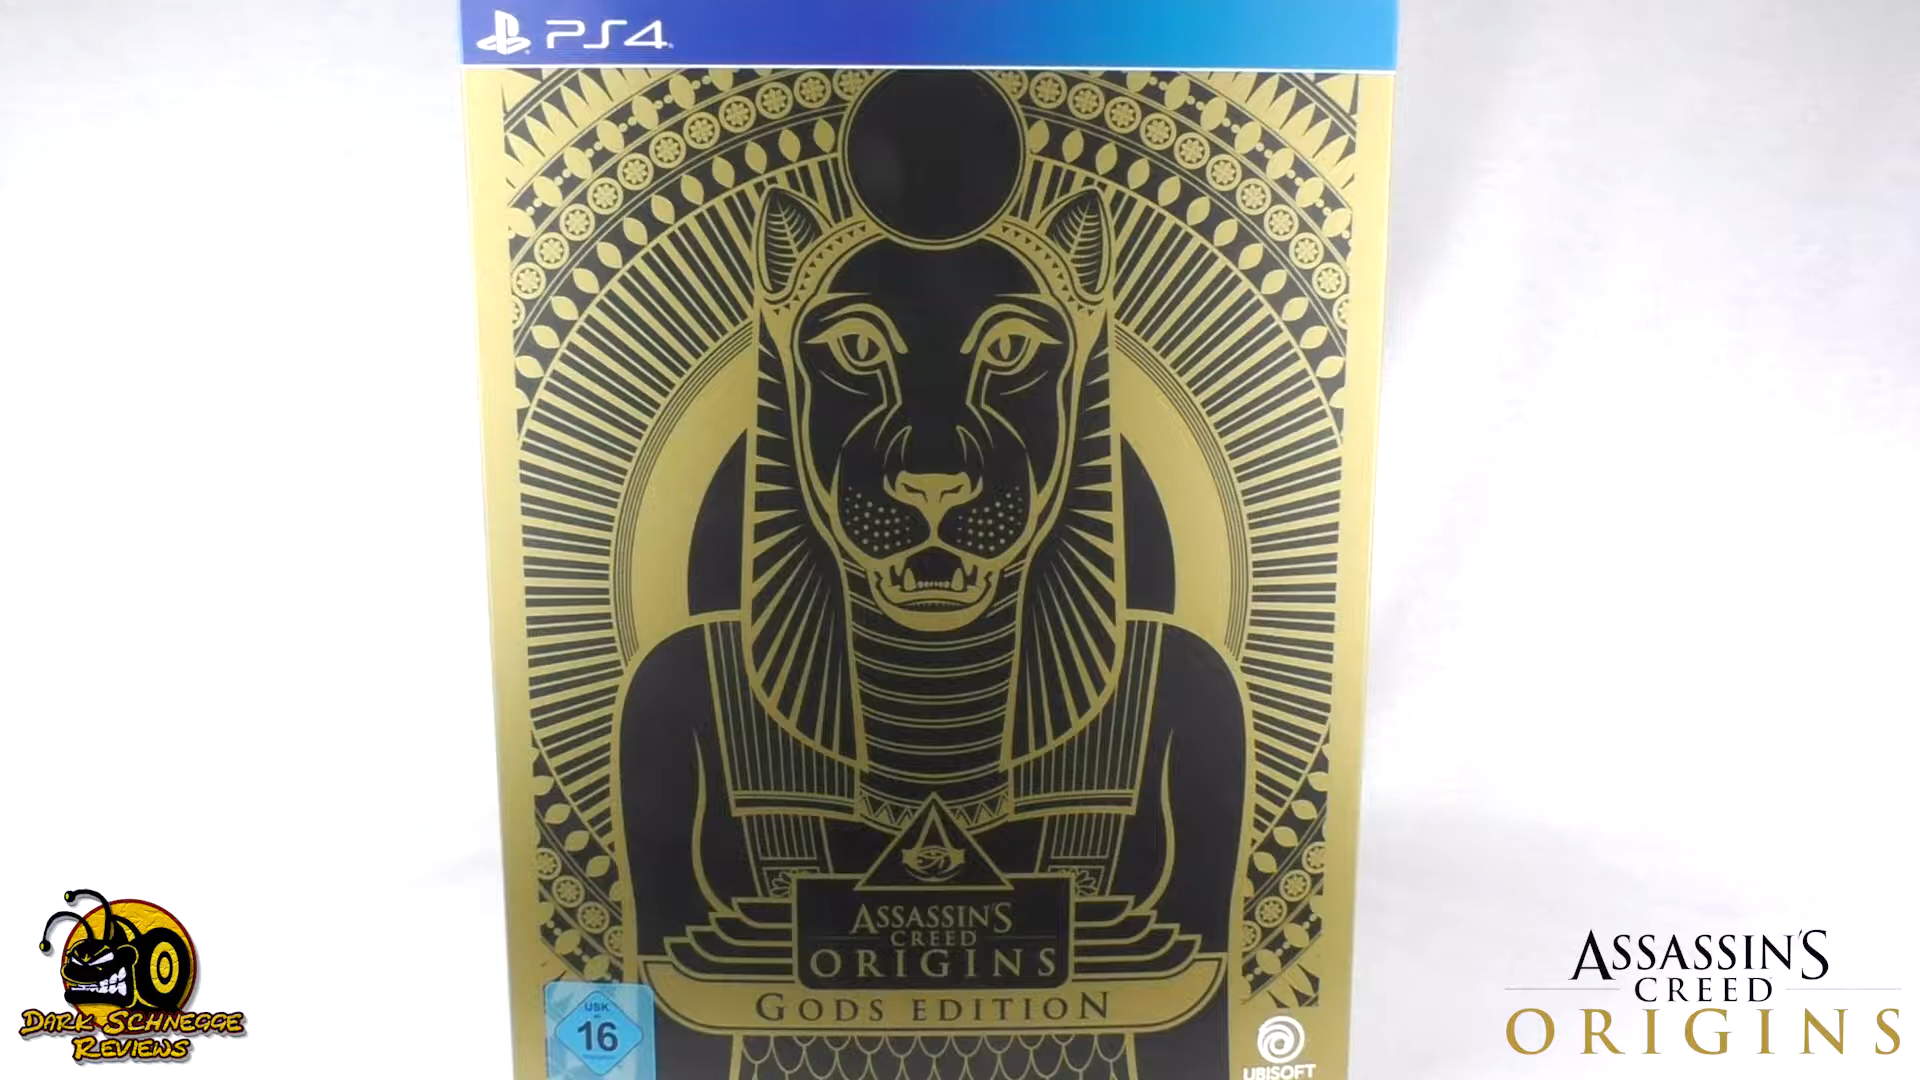 PS4
ASSASSIN'S
CREED
ORIGINS
GODS EDITION
USK
16
UBISOFT
DARK SCHNEGGE
REVIEWS
ASSASSIN'S
CREED
ORIGINS